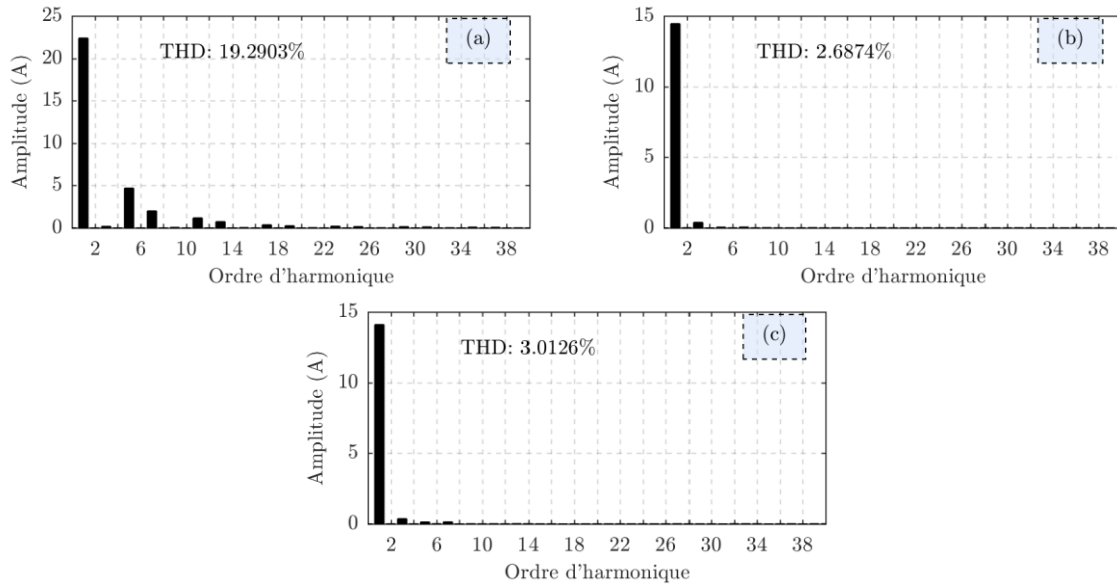 25
20
15
10
5
0
Amplitude (A)
THD: 19.2903%
(a)
2 6 10 14 18 22 26 30 34 38
Ordre d'harmonique
15
10
5
0
Amplitude (A)
THD: 2.6874%
(b)
2 6 10 14 18 22 26 30 34 38
Ordre d'harmonique
15
10
5
0
Amplitude (A)
THD: 3.0126%
(c)
2 6 10 14 18 22 26 30 34 38
Ordre d'harmonique